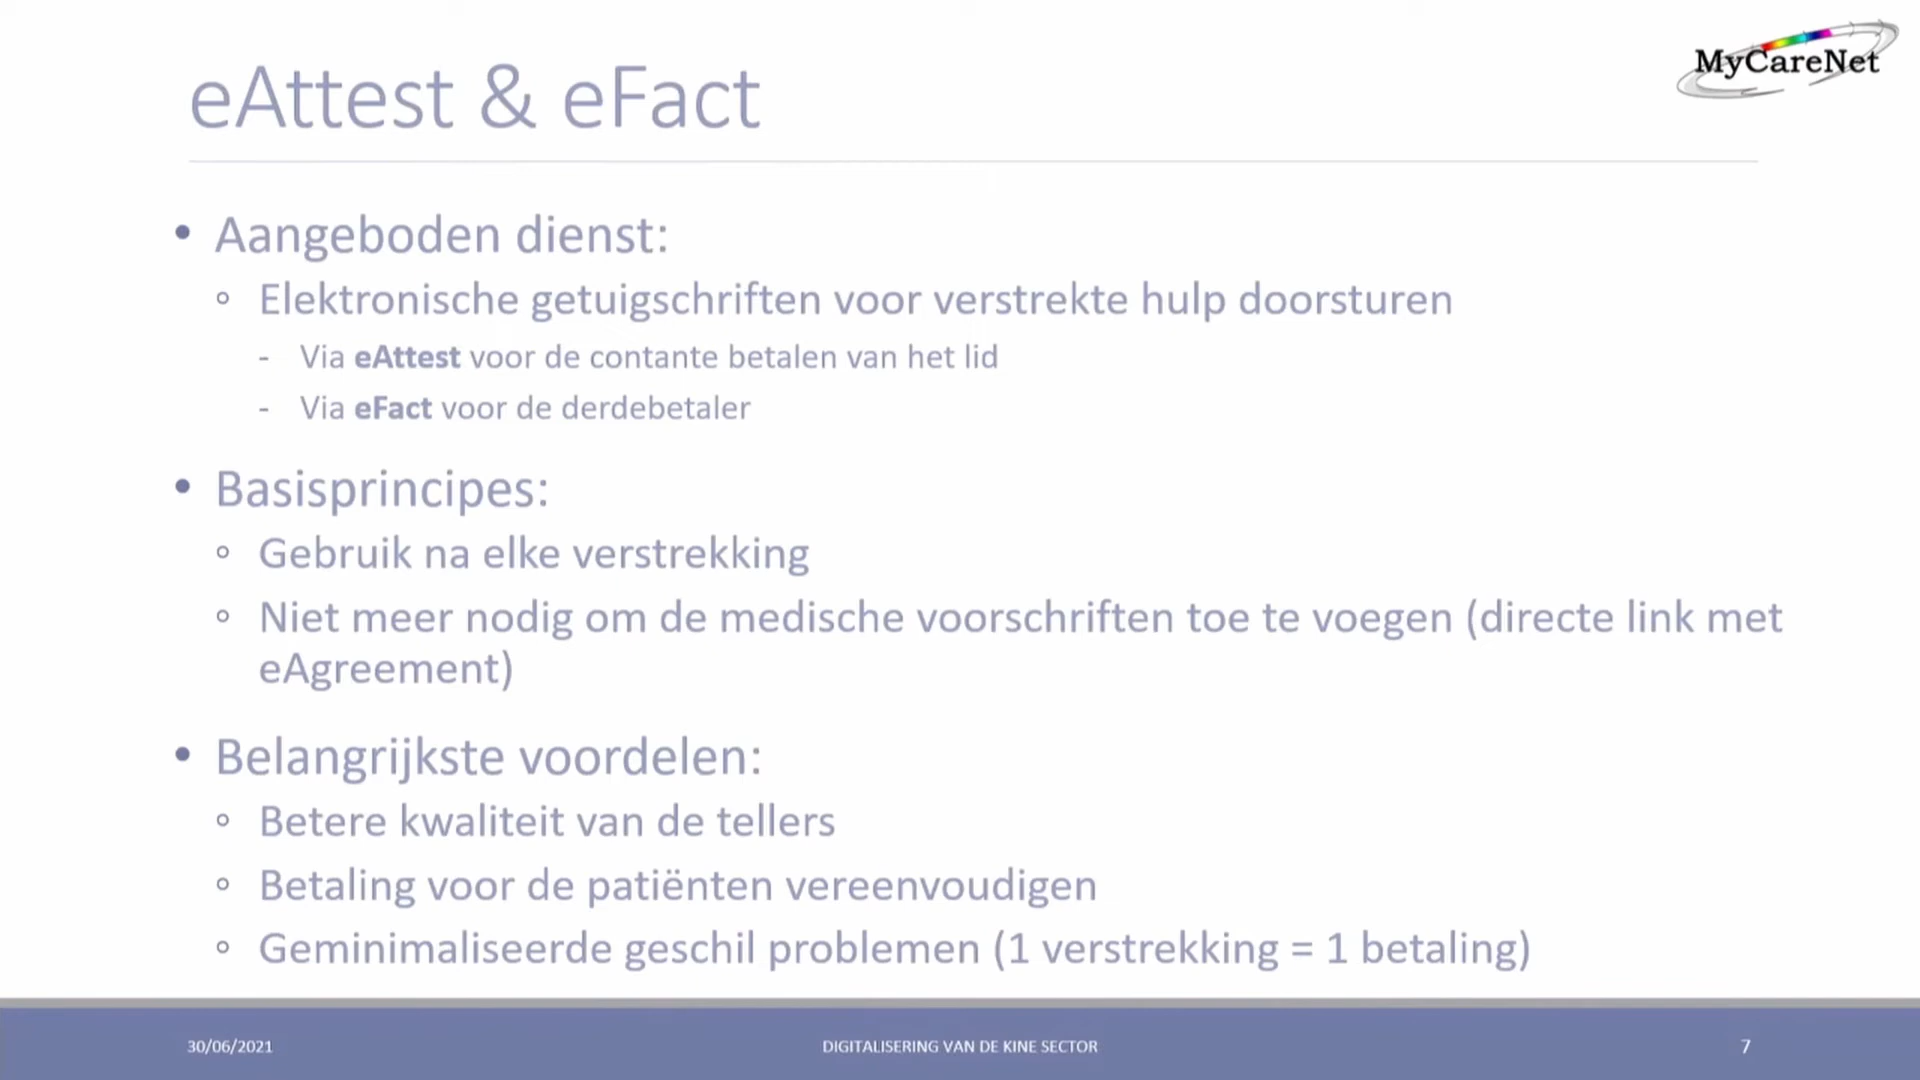 MyCareNet
eAttest & eFact
• Aangeboden dienst:
◦ Elektronische getuigschriften voor verstrekte hulp doorsturen
- Via eAttest voor de contante betalen van het lid
- Via eFact voor de derdebetaler
• Basisprincipes:
◦ Gebruik na elke verstrekking
◦ Niet meer nodig om de medische voorschriften toe te voegen (directe link met
eAgreement)
• Belangrijkste voordelen:
◦ Betere kwaliteit van de tellers
◦ Betaling voor de patiënten vereenvoudigen
◦ Geminimaliseerde geschil problemen (1 verstrekking = 1 betaling)
30/06/2021 DIGITALISERING VAN DE KINE SECTOR 7